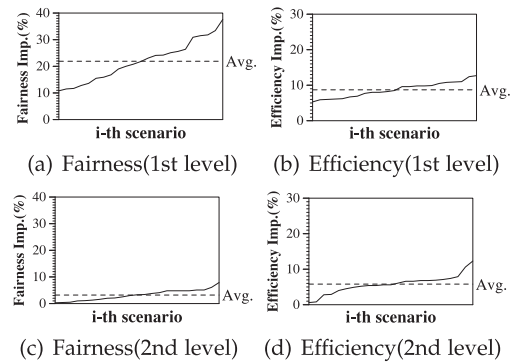 Fairness Imp.(%)
40
30
20
10
0
Avg.
i-th scenario
(a) Fairness(1st level)
Efficiency Imp.(%)
30
20
10
0
Avg.
i-th scenario
(b) Efficiency(1st level)
Fairness Imp.(%)
40
30
20
10
0
Avg.
i-th scenario
(c) Fairness(2nd level)
Efficiency Imp.(%)
30
20
10
0
Avg.
i-th scenario
(d) Efficiency(2nd level)